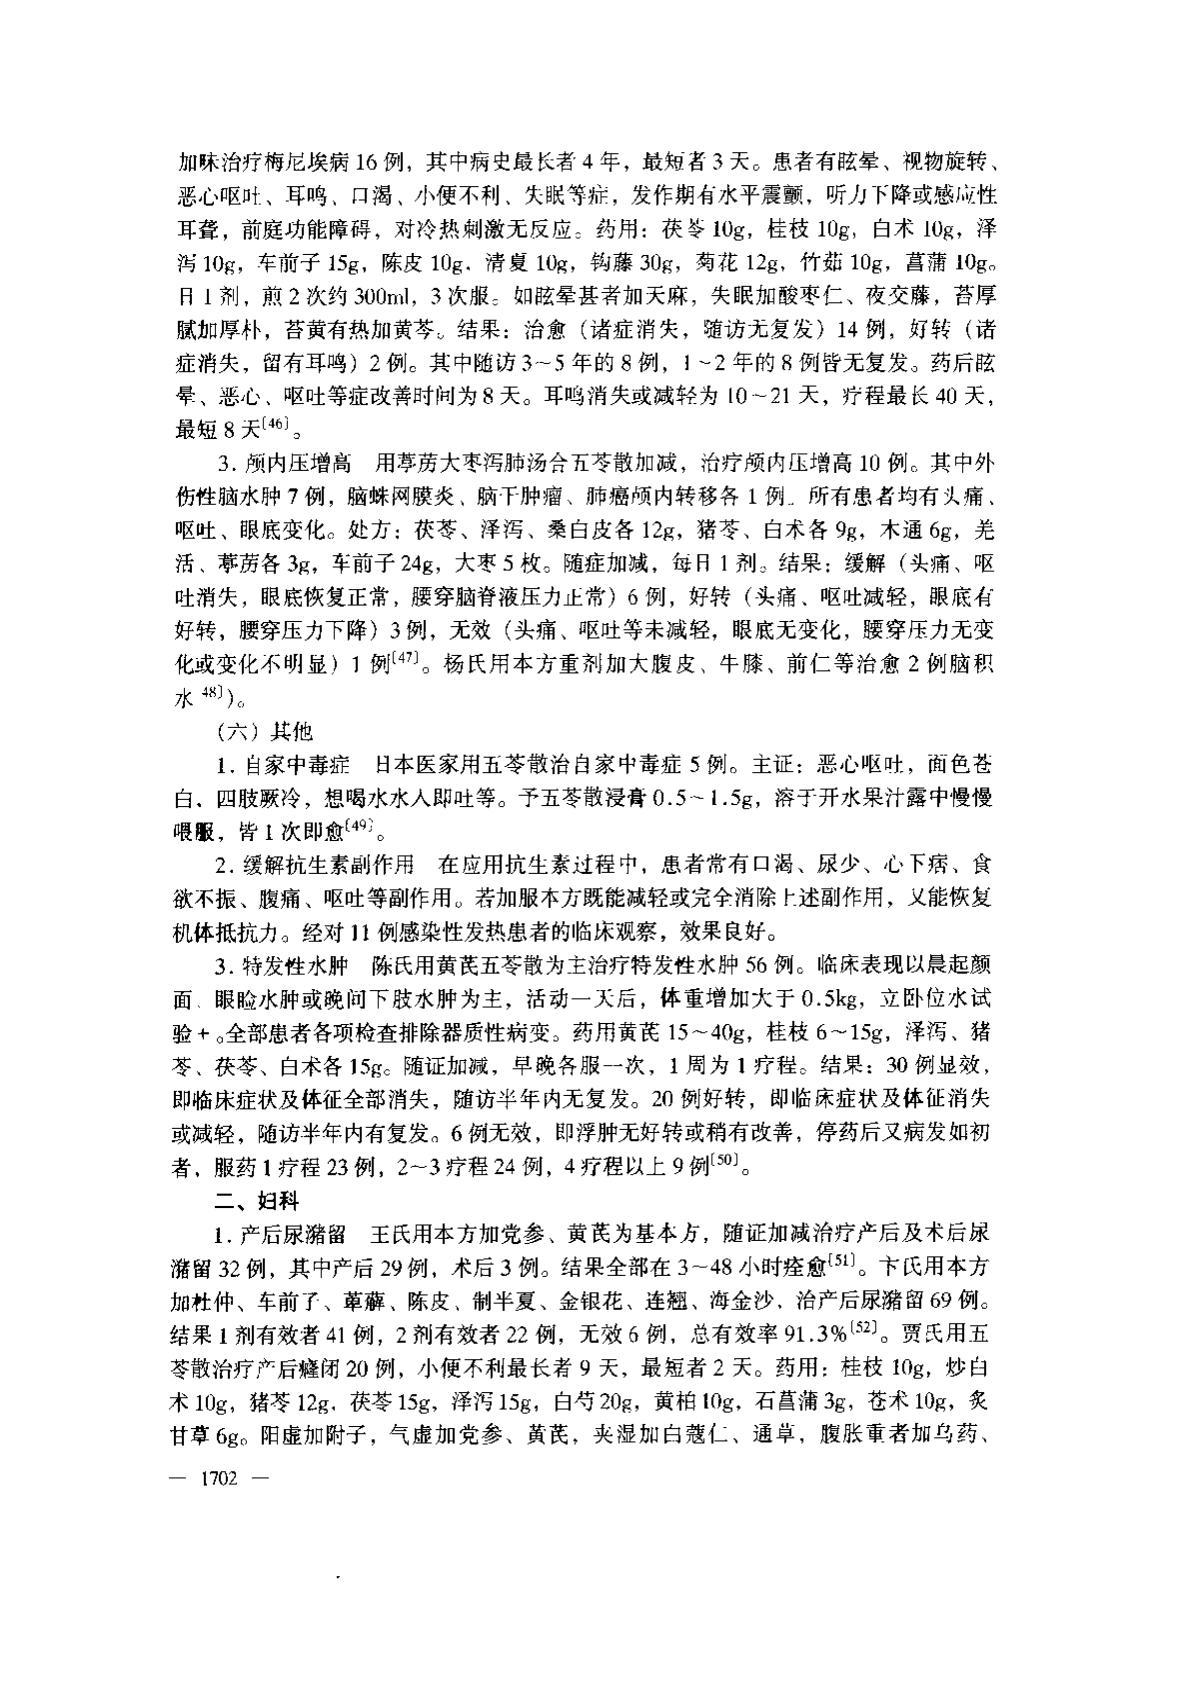 加味治疗梅尼埃病 16 例，其中病史最长者 4 年，最短者 3 天。患者有眩晕、视物旋转、
恶心呕吐、耳鸣、口渴、小便不利、失眠等症，发作期有水平震颤，听力下降或感应性
耳聋，前庭功能障碍，对冷热刺激无反应。药用：茯苓 10g，桂枝 10g，白术 10g，泽
泻 10g，车前子 15g，陈皮 10g．清夏 10g，钩藤 30g，菊花 12g，竹茹 10g，菖蒲 10g。
日 1 剂，煎 2 次约 300ml，3 次服。如眩晕甚者加天麻，失眠加酸枣仁、夜交藤，苔厚
腻加厚朴，苔黄有热加黄芩。结果：治愈（诸症消失，随访无复发）14 例，好转（诸
症消失，留有耳鸣）2 例。其中随访 3～5 年的 8 例，1～2 年的 8 例皆无复发。药后眩
晕、恶心、呕吐等症改善时间为 8 天。耳鸣消失或减轻为 10～21 天，疗程最长 40 天，
最短 8 天〔46〕。
3. 颅内压增高　用葶苈大枣泻肺汤合五苓散加减，治疗颅内压增高 10 例。其中外
伤性脑水肿 7 例，脑蛛网膜炎、脑干肿瘤、肺癌颅内转移各 1 例。所有患者均有头痛、
呕吐、眼底变化。处方：茯苓、泽泻、桑白皮各 12g，猪苓、白术各 9g，木通 6g，羌
活、葶苈各 3g，车前子 24g，大枣 5 枚。随症加减，每日 1 剂。结果：缓解（头痛、呕
吐消失，眼底恢复正常，腰穿脑脊液压力正常）6 例，好转（头痛、呕吐减轻，眼底有
好转，腰穿压力下降）3 例，无效（头痛、呕吐等未减轻，眼底无变化，腰穿压力无变
化或变化不明显）1 例〔47〕。杨氏用本方重剂加大腹皮、牛膝、前仁等治愈 2 例脑积
水 48〕)。
（六）其他
1. 自家中毒症　日本医家用五苓散治自家中毒症 5 例。主证：恶心呕吐，面色苍
白、四肢厥冷，想喝水水人即吐等。予五苓散浸膏 0.5～1.5g，溶于开水果汁露中慢慢
喂服，皆 1 次即愈〔49〕。
2. 缓解抗生素副作用　在应用抗生素过程中，患者常有口渴、尿少、心下痞、食
欲不振、腹痛、呕吐等副作用。若加服本方既能减轻或完全消除上述副作用，又能恢复
机体抵抗力。经对 11 例感染性发热患者的临床观察，效果良好。
3. 特发性水肿　陈氏用黄芪五苓散为主治疗特发性水肿 56 例。临床表现以晨起颜
面、眼睑水肿或晚间下肢水肿为主，活动一天后，体重增加大于 0.5kg，立卧位水试
验 + 。全部患者各项检查排除器质性病变。药用黄芪 15～40g，桂枝 6～15g，泽泻、猪
苓、茯苓、白术各 15g。随证加减，早晚各服一次，1 周为 1 疗程。结果：30 例显效，
即临床症状及体征全部消失，随访半年内无复发。20 例好转，即临床症状及体征消失
或减轻，随访半年内有复发。6 例无效，即浮肿无好转或稍有改善，停药后又病发如初
者，服药 1 疗程 23 例，2～3 疗程 24 例，4 疗程以上 9 例〔50〕。
二、妇科
1. 产后尿潴留　王氏用本方加党参、黄芪为基本方，随证加减治疗产后及术后尿
潴留 32 例，其中产后 29 例，术后 3 例。结果全部在 3～48 小时痊愈〔51〕。卞氏用本方
加杜仲、车前子、萆薢、陈皮、制半夏、金银花、连翘、海金沙，治产后尿潴留 69 例。
结果 1 剂有效者 41 例，2 剂有效者 22 例，无效 6 例，总有效率 91.3%〔52〕。贾氏用五
苓散治疗产后癃闭 20 例，小便不利最长者 9 天，最短者 2 天。药用：桂枝 10g，炒白
术 10g，猪苓 12g．茯苓 15g，泽泻 15g，白芍 20g，黄柏 10g，石菖蒲 3g，苍术 10g，炙
甘草 6g。阳虚加附子，气虚加党参、黄芪，夹湿加白蔻仁、通草，腹胀重者加乌药、
— 1702 —